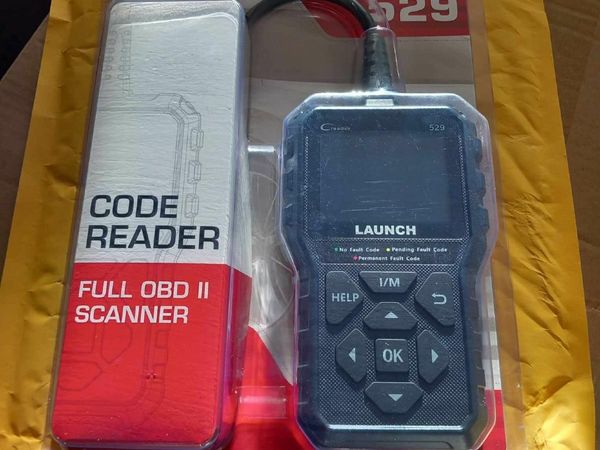 529
CODE
READER
FULL OBD II
SCANNER
Creader 529
LAUNCH
No Fault Code Pending Fault Code
Permanent Fault Code
I/M
HELP
OK